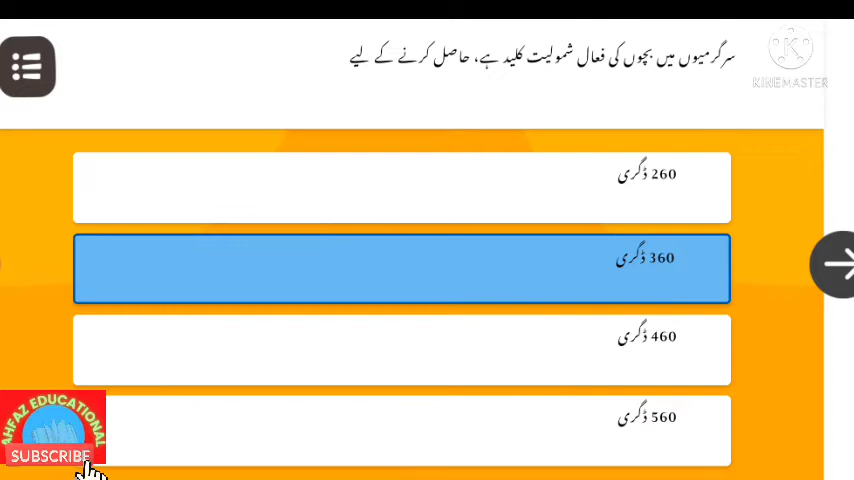 سرگرمیوں میں بچوں کی فعال شمولیت کلید ہے، حاصل کرنے کے لیے
KINEMASTER
260 ڈگری
360 ڈگری
460 ڈگری
560 ڈگری
AHFAZ EDUCATIONAL
SUBSCRIBE